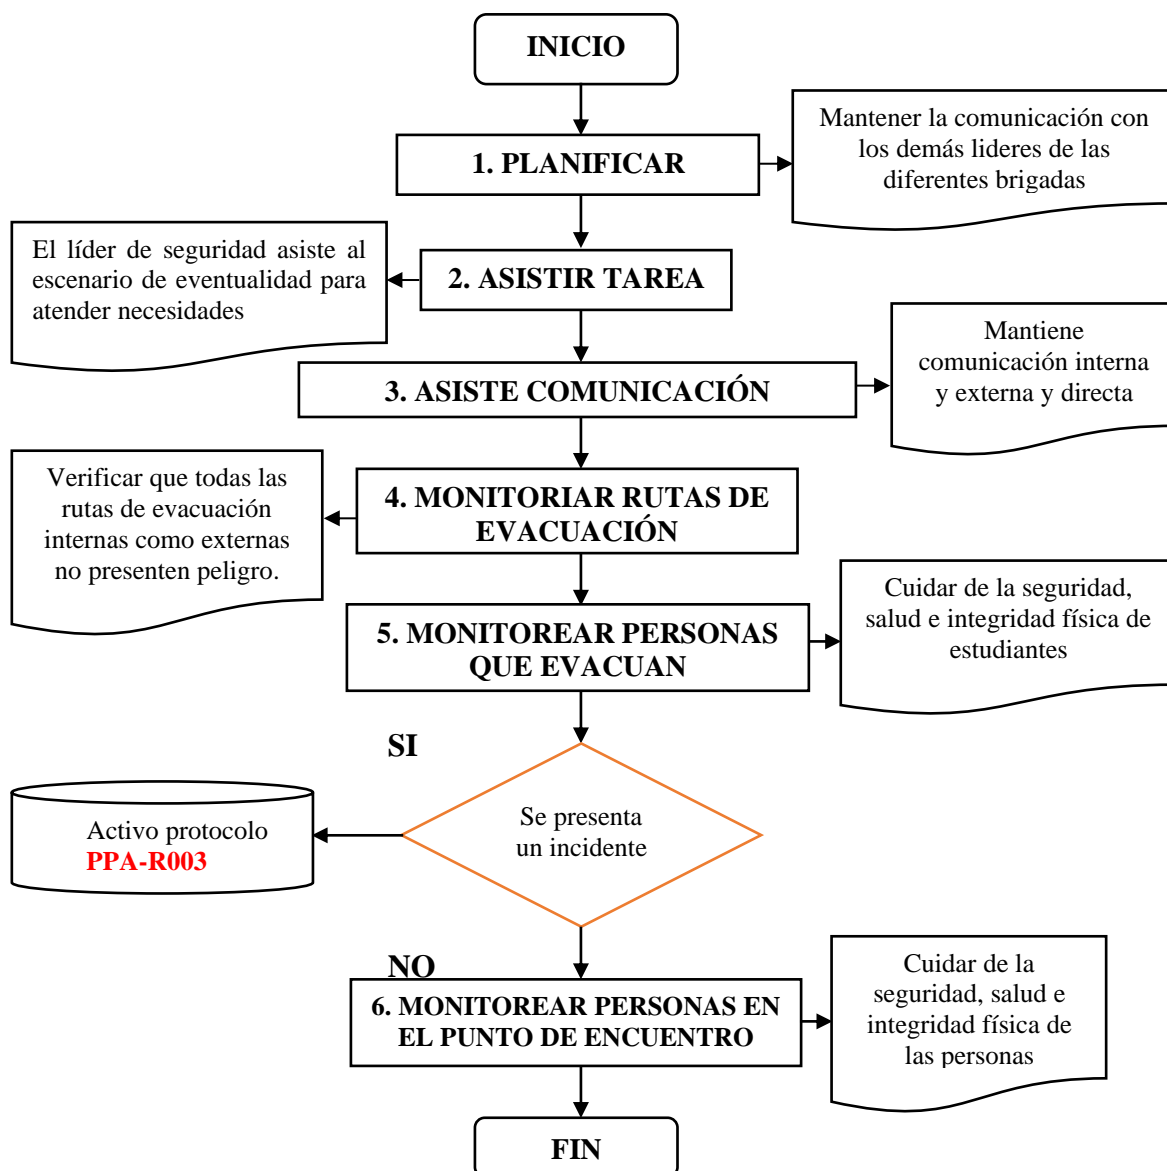 INICIO
1. PLANIFICAR
Mantener la comunicación con
los demás lideres de las
diferentes brigadas
El líder de seguridad asiste al
escenario de eventualidad para
atender necesidades
2. ASISTIR TAREA
3. ASISTE COMUNICACIÓN
Mantiene
comunicación interna
y externa y directa
Verificar que todas las
rutas de evacuación
internas como externas
no presenten peligro.
4. MONITORIAR RUTAS DE
EVACUACIÓN
5. MONITOREAR PERSONAS
QUE EVACUAN
Cuidar de la seguridad,
salud e integridad física de
estudiantes
SI
Se presenta
un incidente
Activo protocolo
PPA-R003
NO
6. MONITOREAR PERSONAS EN
EL PUNTO DE ENCUENTRO
Cuidar de la
seguridad, salud e
integridad física de
las personas
FIN